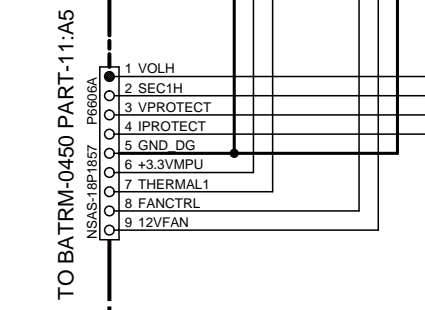 TO BATRM-0450 PART-11:A5
P6606A
NSAS-18P1857
1 VOLH
2 SEC1H
3 VPROTECT
4 IPROTECT
5 GND_DG
6 +3.3VMPU
7 THERMAL1
8 FANCTRL
9 12VFAN